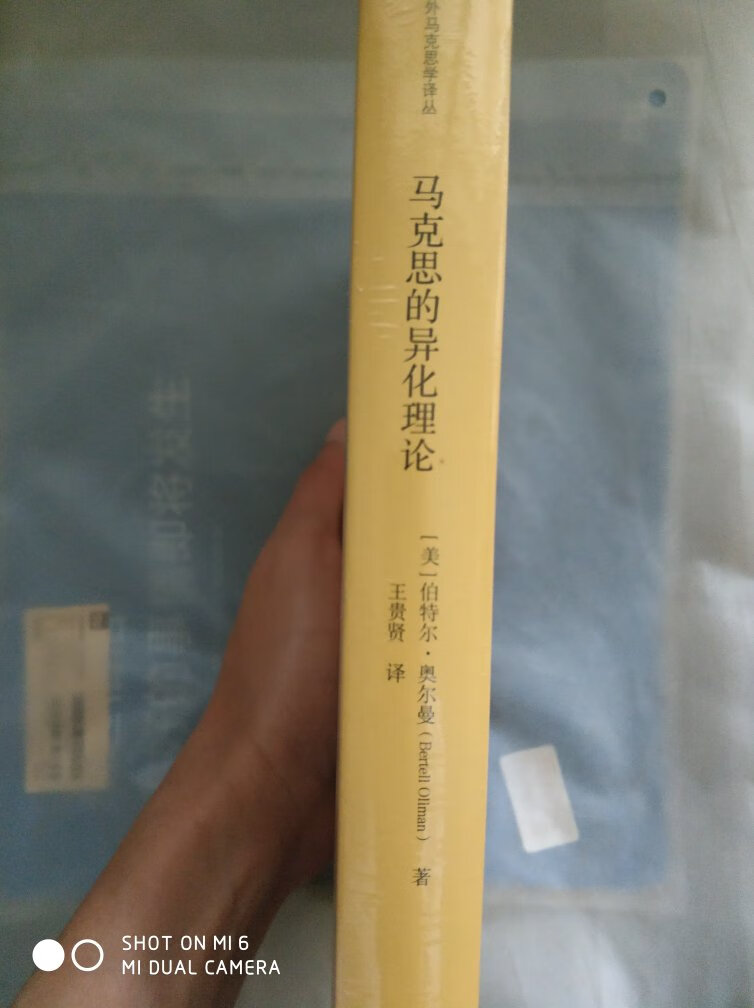 外马克思学译丛
马克思的异化理论
[美]伯特尔·奥尔曼(Bertell Ollman) 著
王贵贤 译
SHOT ON MI 6
MI DUAL CAMERA